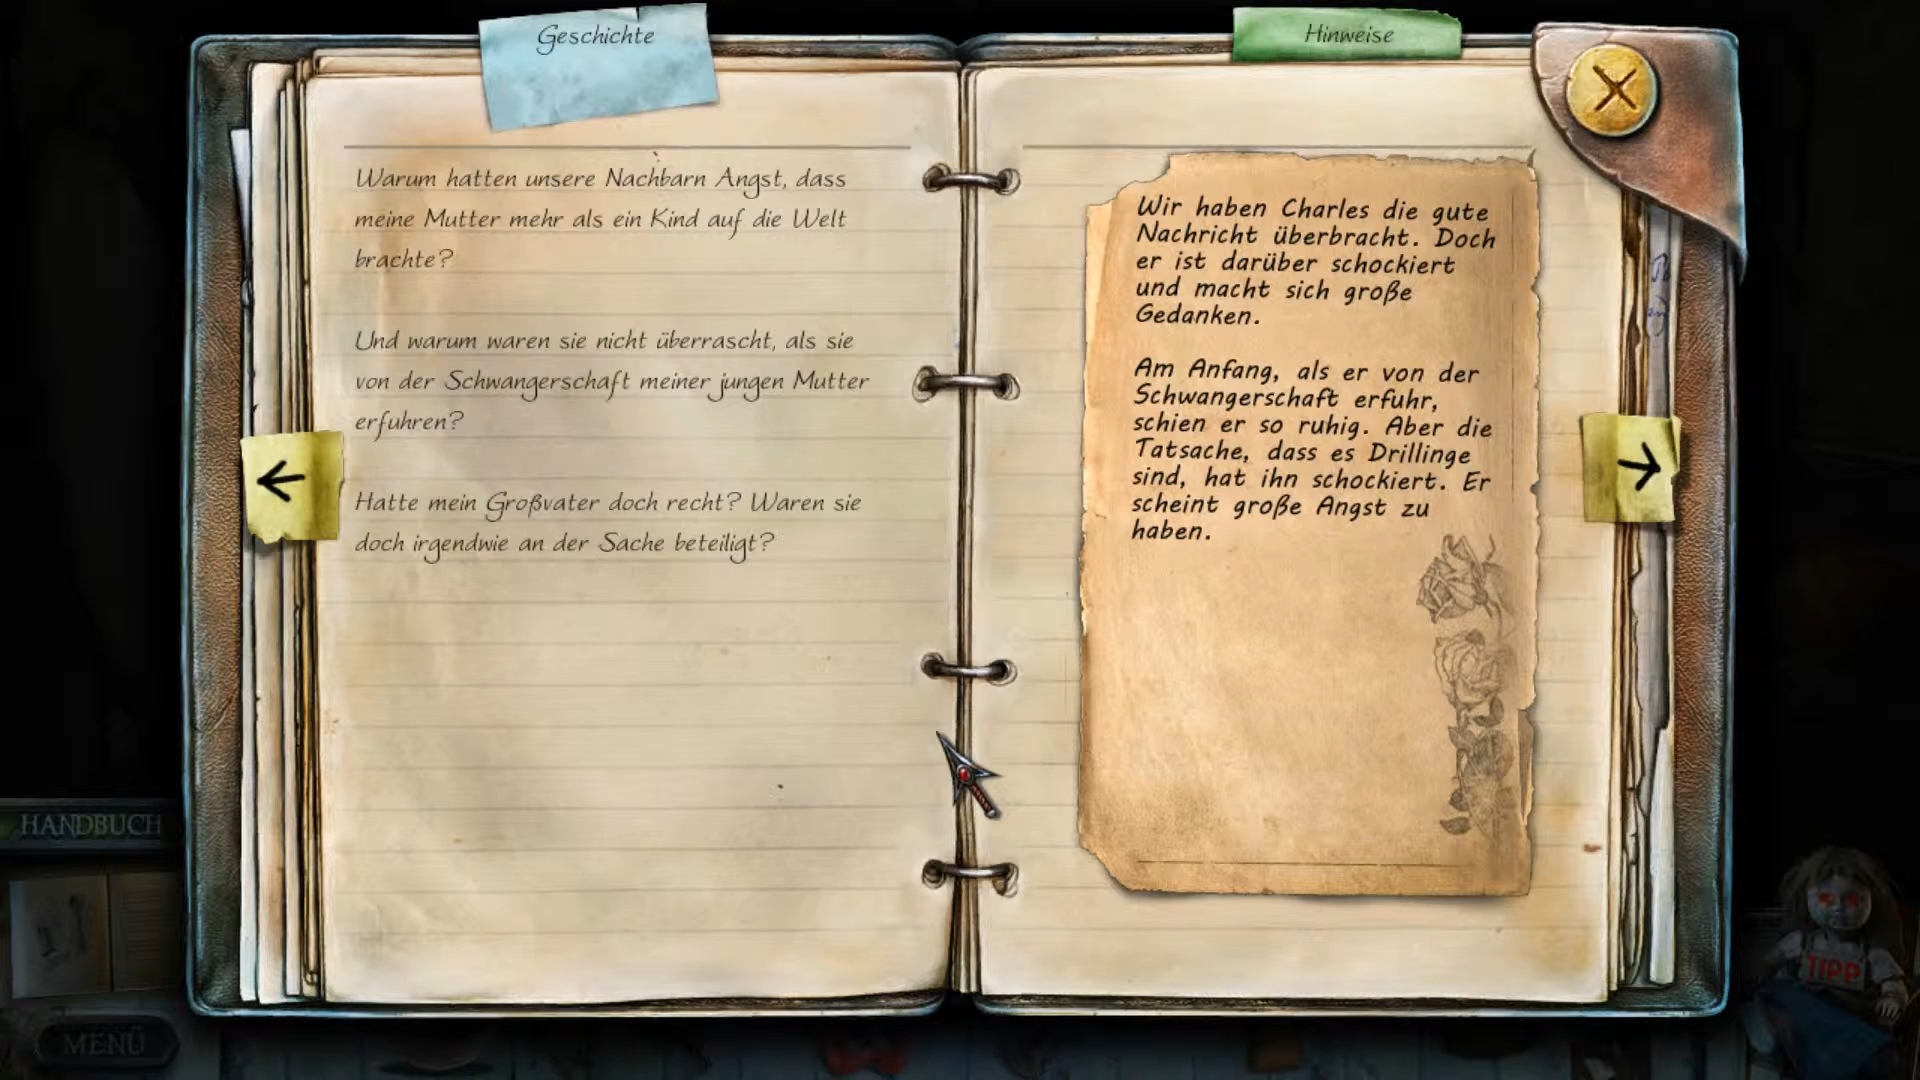 Geschichte
Hinweise
Warum hatten unsere Nachbarn Angst, dass
meine Mutter mehr als ein Kind auf die Welt
brachte?
Und warum waren sie nicht überrascht, als sie
von der Schwangerschaft meiner jungen Mutter
erfuhren?
Hatte mein Großvater doch recht? Waren sie
doch irgendwie an der Sache beteiligt?
Wir haben Charles die gute
Nachricht überbracht. Doch
er ist darüber schockiert
und macht sich große
Gedanken.
Am Anfang, als er von der
Schwangerschaft erfuhr,
schien er so ruhig. Aber die
Tatsache, dass es Drillinge
sind, hat ihn schockiert. Er
scheint große Angst zu
haben.
HANDBUCH
MENÜ
TIPP